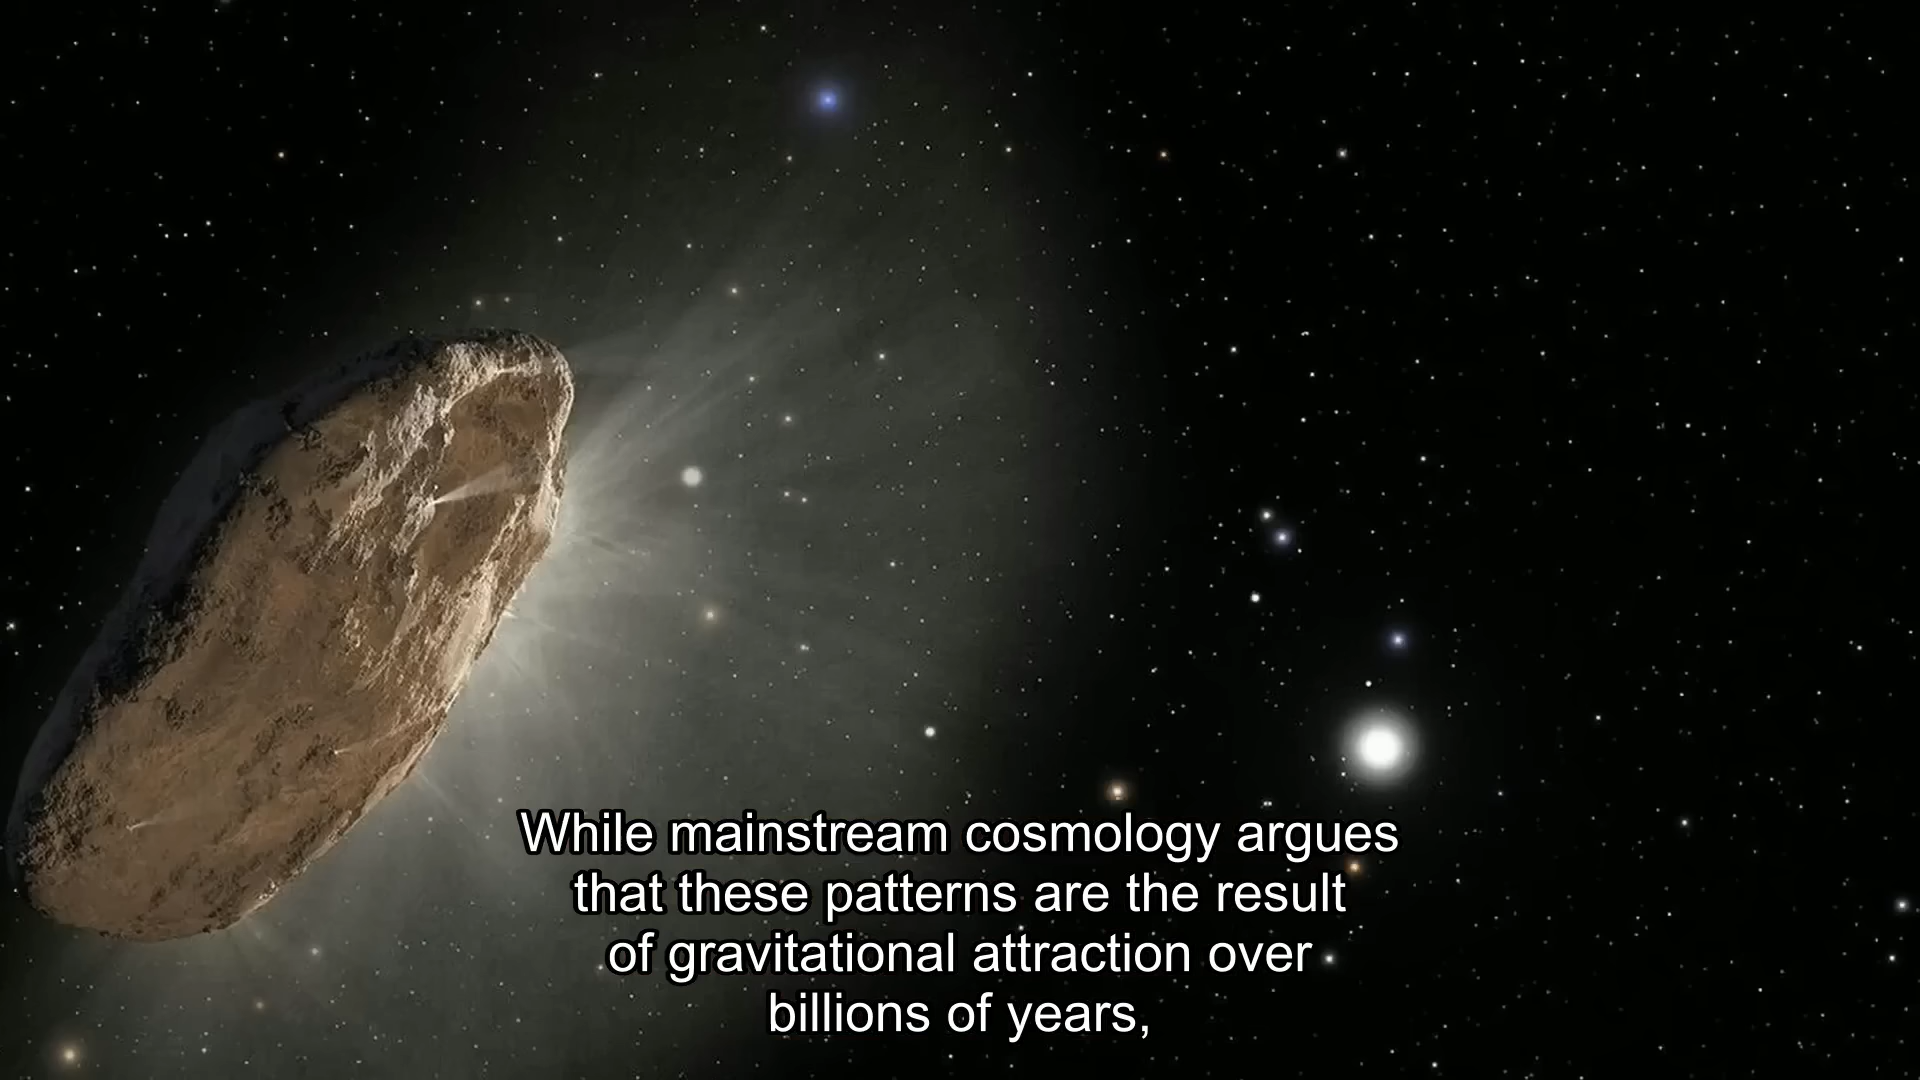 While mainstream cosmology argues
that these patterns are the result
of gravitational attraction over
billions of years,